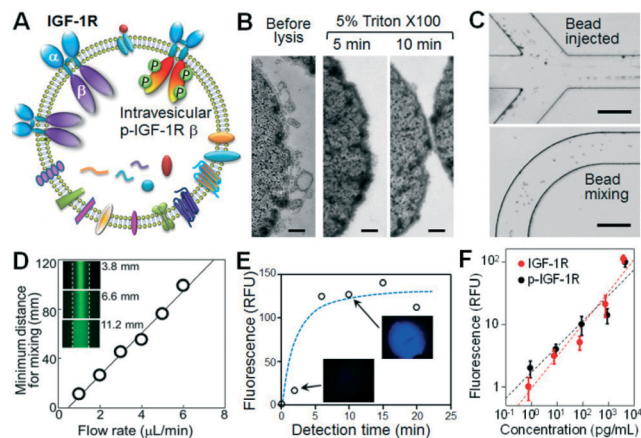 A
IGF-1R
α
β
P
P
P
P
Intravesicular
p-IGF-1R β
B
Before
lysis
5% Triton X100
5 min
10 min
C
Bead
injected
Bead
mixing
D
Minimum distance
for mixing (mm)
120
80
40
0
3.8 mm
6.6 mm
11.2 mm
0
2
4
6
8
Flow rate (µL/min)
E
Fluorescence (RFU)
150
100
50
0
0
5
10
15
20
25
Detection time (min)
F
Fluorescence (RFU)
10²
10
1
IGF-1R
p-IGF-1R
10⁻¹
10⁰
10¹
10²
10³
10⁴
Concentration (pg/mL)